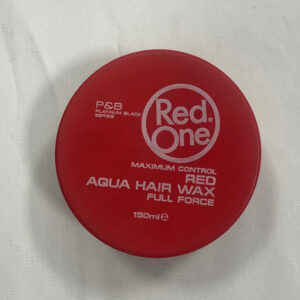 P&B
PLATINUM BLACK
SERIES
Red.
One
MAXIMUM CONTROL
RED
AQUA HAIR WAX
FULL FORCE
150ml℮